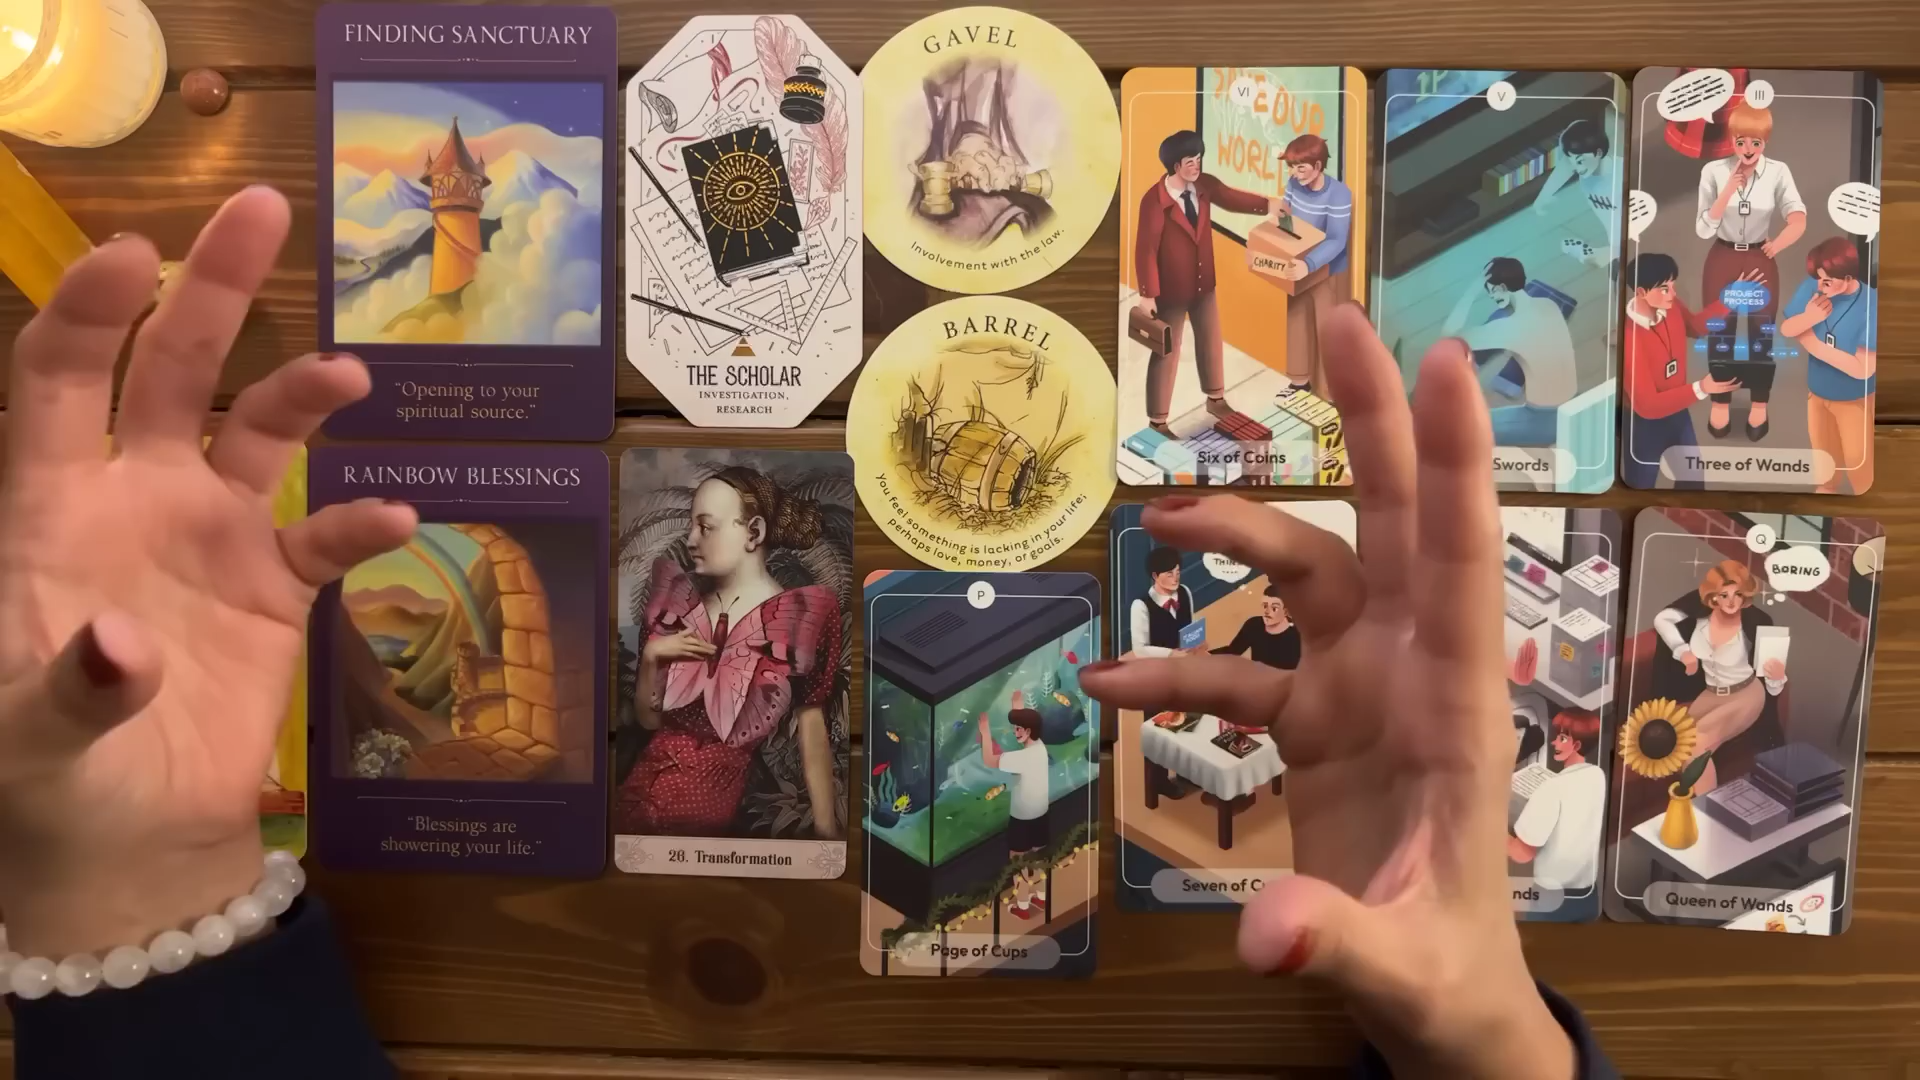 FINDING SANCTUARY
"Opening to your
spiritual source."
THE SCHOLAR
INVESTIGATION,
RESEARCH
GAVEL
Involvement with the law.
BARREL
You feel something is lacking in your life;
perhaps love, money, or goals.
VI
SAVE OUR
WORLD
CHARITY
Six of Coins
V
Swords
III
PROJECT
PROCESS
Three of Wands
RAINBOW BLESSINGS
"Blessings are
showering your life."
26. Transformation
P
Page of Cups
Seven of C
nds
Q
BORING
Queen of Wands